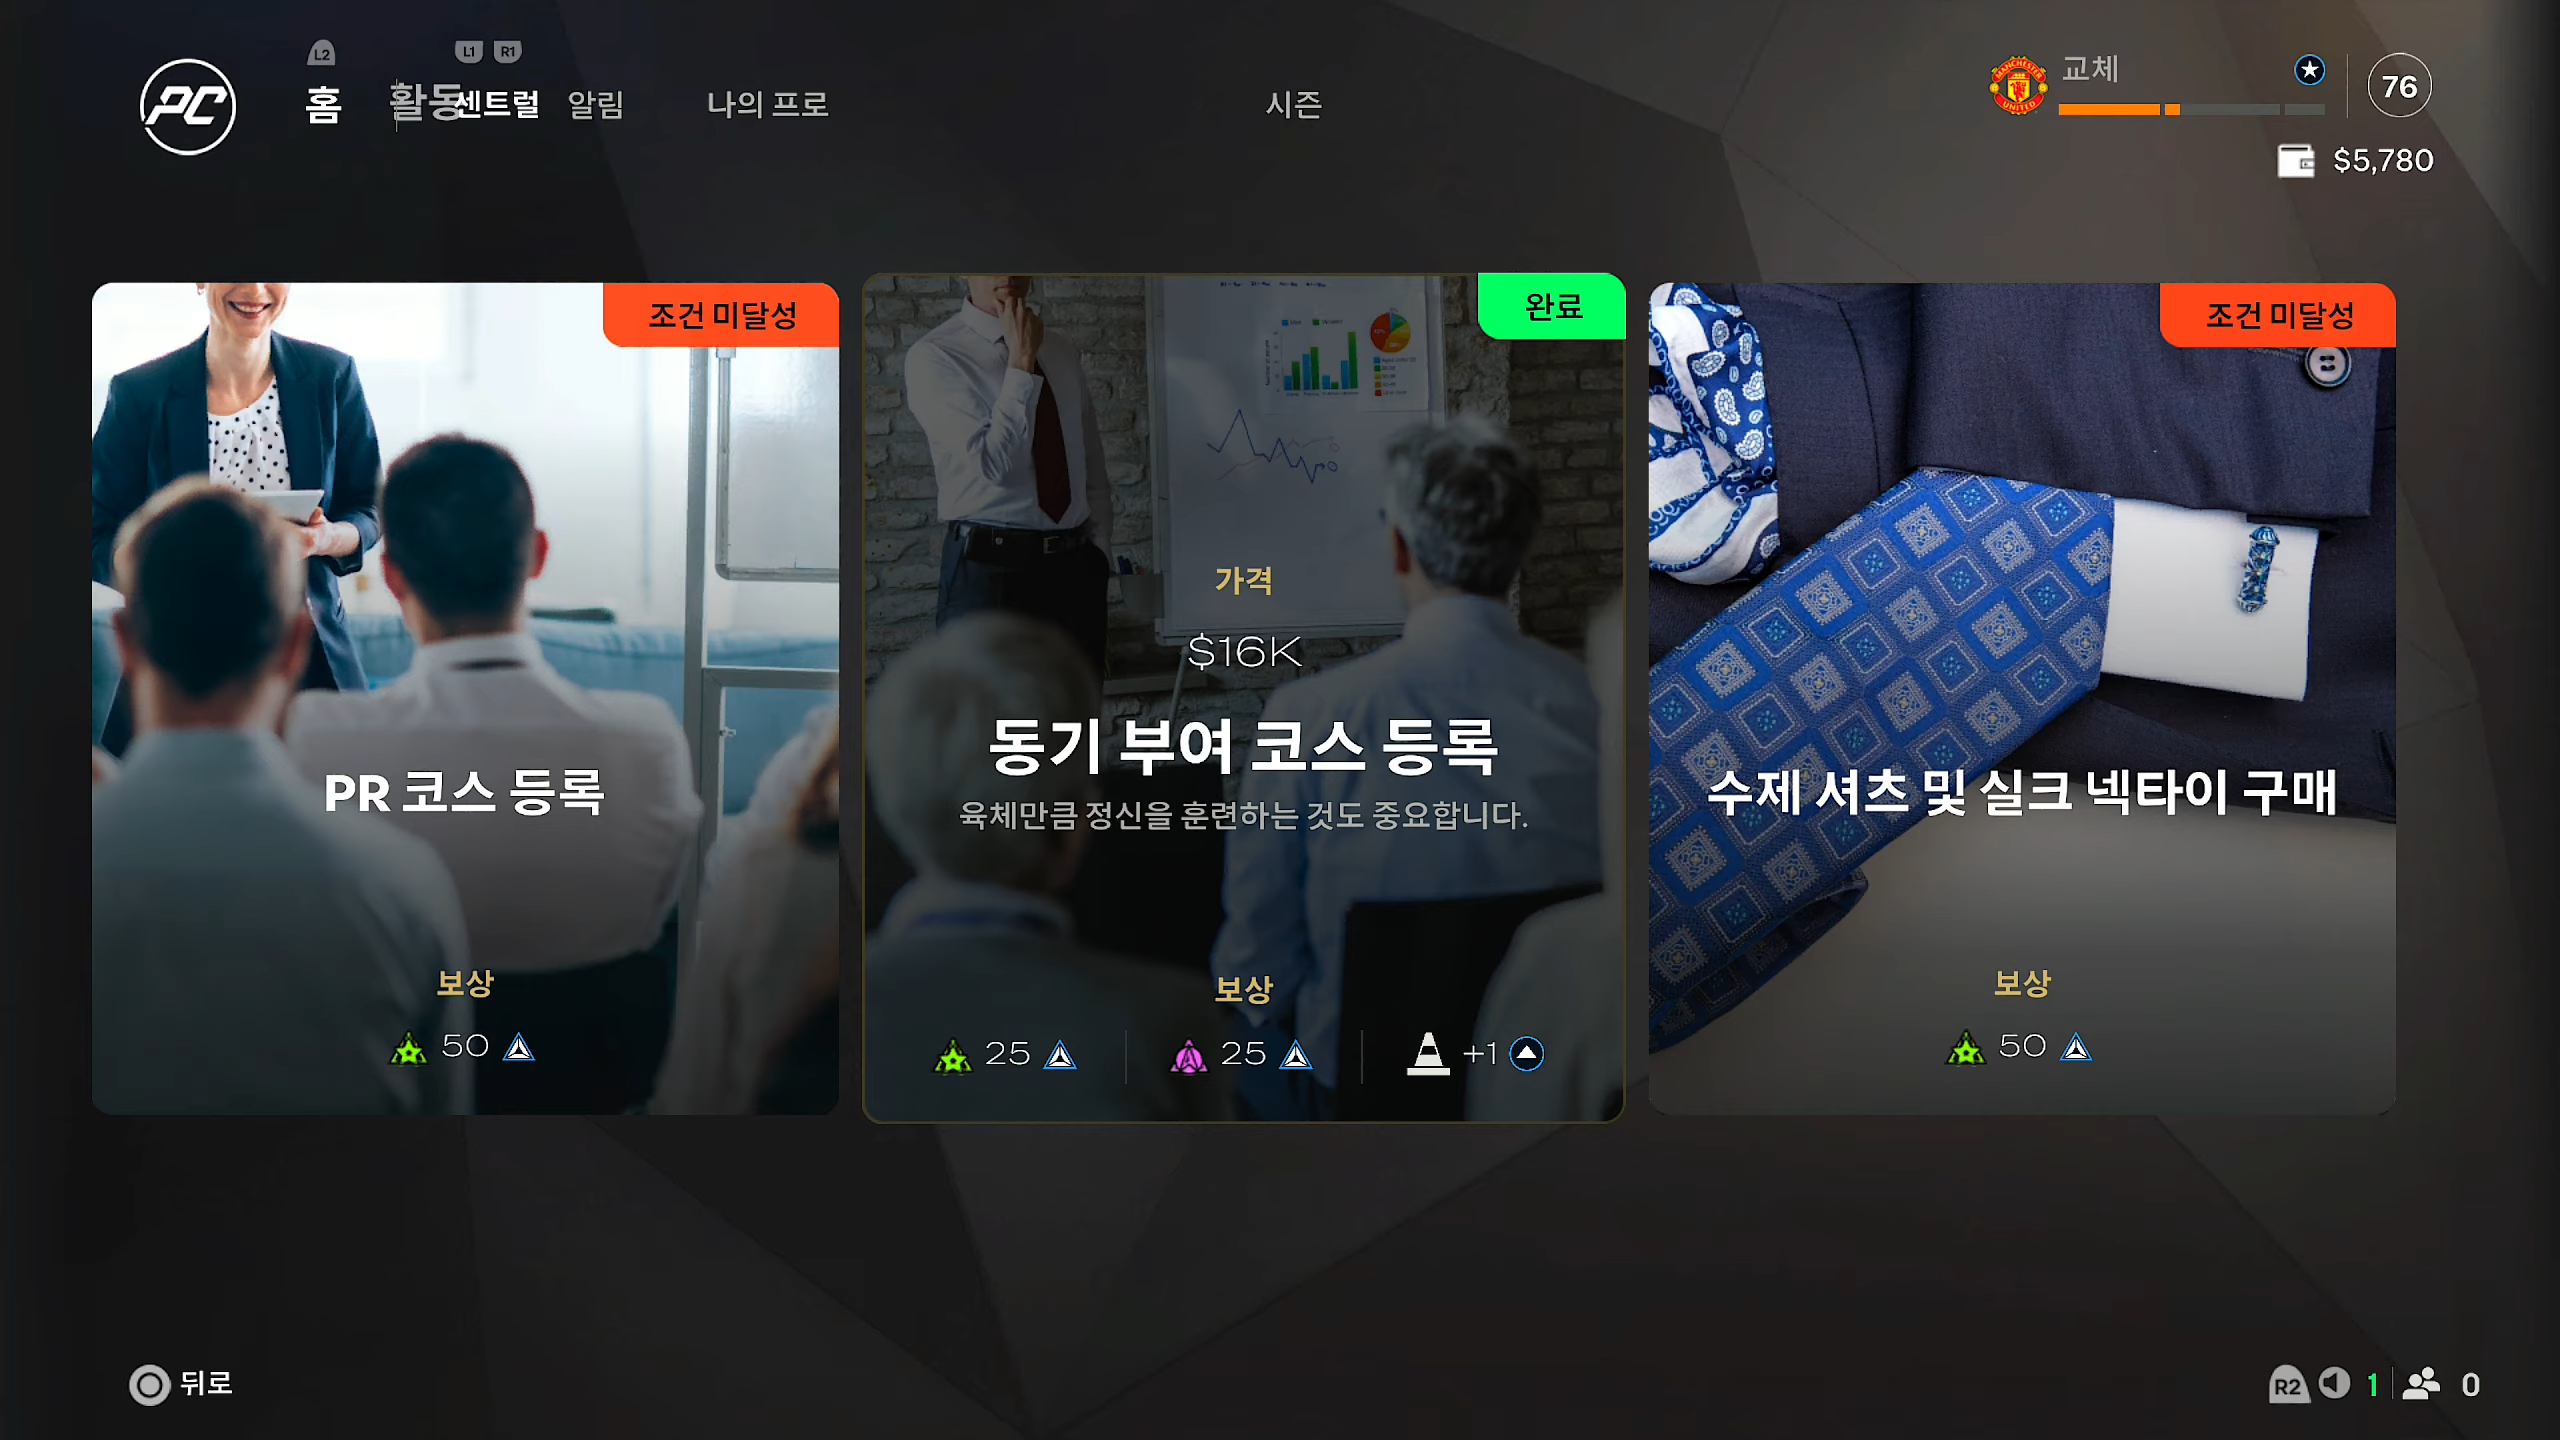 L2
L1 R1
PC 홈 활동 센트럴 알림 나의 프로 시즌
MANCHESTER UNITED 교체 76
$5,780
조건 미달성
PR 코스 등록
보상
50
완료
가격
$16K
동기 부여 코스 등록
육체만큼 정신을 훈련하는 것도 중요합니다.
보상
25 25 +1
조건 미달성
수제 셔츠 및 실크 넥타이 구매
보상
50
뒤로
R2 1 0